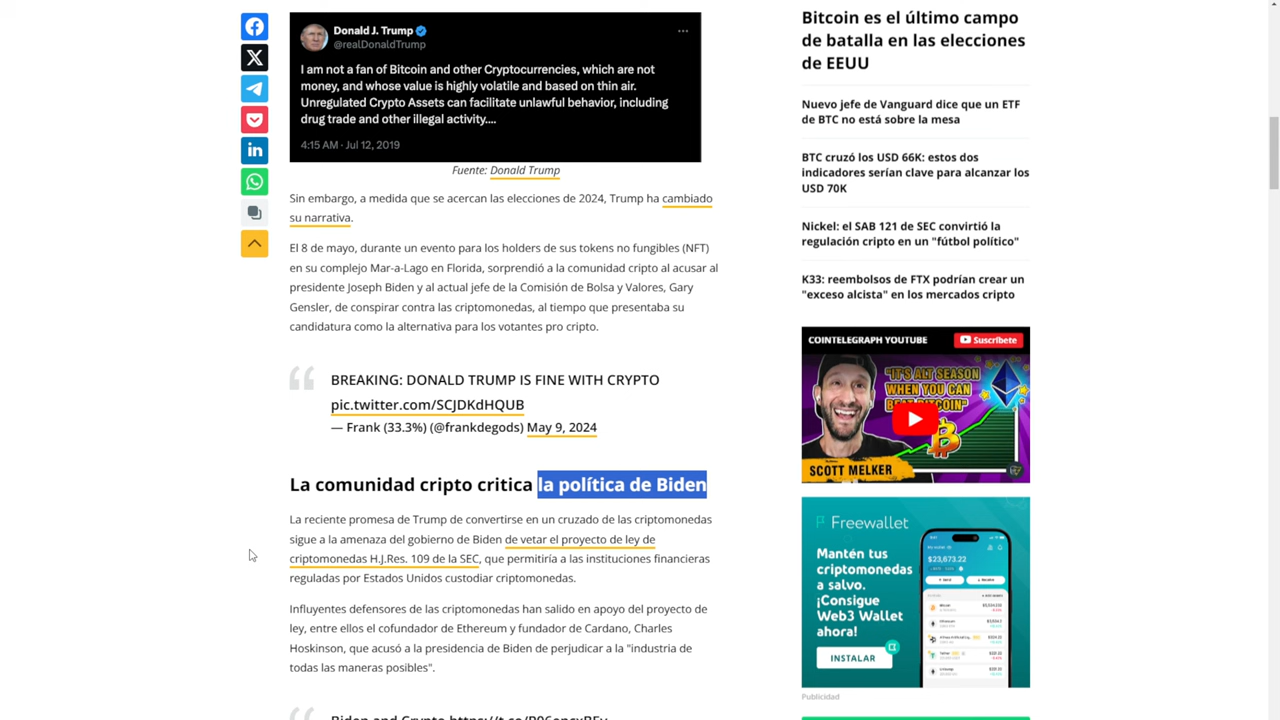 Donald J. Trump
@realDonaldTrump
I am not a fan of Bitcoin and other Cryptocurrencies, which are not
money, and whose value is highly volatile and based on thin air.
Unregulated Crypto Assets can facilitate unlawful behavior, including
drug trade and other illegal activity....
4:15 AM · Jul 12, 2019
Fuente: Donald Trump
Sin embargo, a medida que se acercan las elecciones de 2024, Trump ha cambiado
su narrativa.
El 8 de mayo, durante un evento para los holders de sus tokens no fungibles (NFT)
en su complejo Mar-a-Lago en Florida, sorprendió a la comunidad cripto al acusar al
presidente Joseph Biden y al actual jefe de la Comisión de Bolsa y Valores, Gary
Gensler, de conspirar contra las criptomonedas, al tiempo que presentaba su
candidatura como la alternativa para los votantes pro cripto.
BREAKING: DONALD TRUMP IS FINE WITH CRYPTO
pic.twitter.com/SCJDKdHQUB
— Frank (33.3%) (@frankdegods) May 9, 2024
La comunidad cripto critica la política de Biden
La reciente promesa de Trump de convertirse en un cruzado de las criptomonedas
sigue a la amenaza del gobierno de Biden de vetar el proyecto de ley de
criptomonedas H.J.Res. 109 de la SEC, que permitiría a las instituciones financieras
reguladas por Estados Unidos custodiar criptomonedas.
Influyentes defensores de las criptomonedas han salido en apoyo del proyecto de
ley, entre ellos el cofundador de Ethereum y fundador de Cardano, Charles
Hoskinson, que acusó a la presidencia de Biden de perjudicar a la "industria de
todas las maneras posibles".
Bitcoin es el último campo
de batalla en las elecciones
de EEUU
Nuevo jefe de Vanguard dice que un ETF
de BTC no está sobre la mesa
BTC cruzó los USD 66K: estos dos
indicadores serían clave para alcanzar los
USD 70K
Nickel: el SAB 121 de SEC convirtió la
regulación cripto en un "fútbol político"
K33: reembolsos de FTX podrían crear un
"exceso alcista" en los mercados cripto
COINTELEGRAPH YOUTUBE
Suscríbete
"IT'S ALT SEASON
WHEN YOU CAN
BEAT BITCOIN"
SCOTT MELKER
Freewallet
Mantén tus
criptomonedas
a salvo.
¡Consigue
Web3 Wallet
ahora!
INSTALAR
$23,673.22
Publicidad